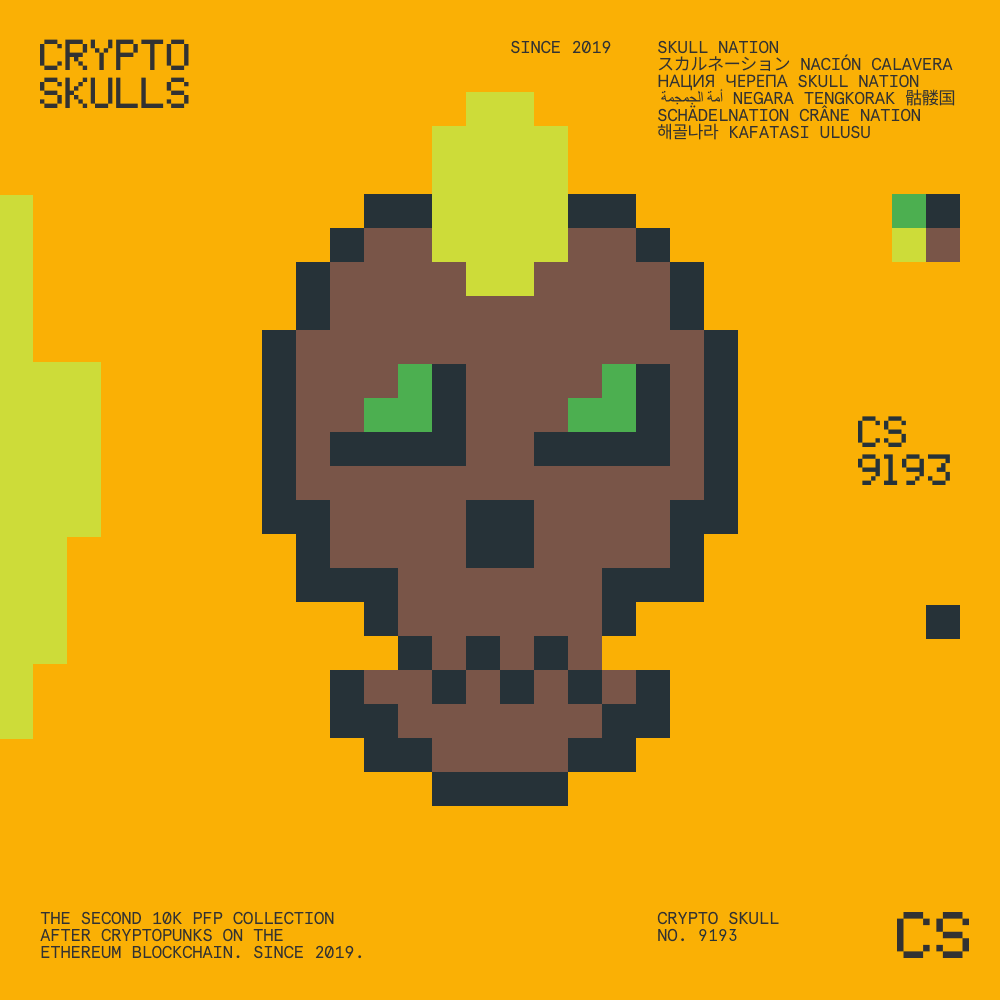 CRYPTO
SKULLS
SINCE 2019
SKULL NATION
スカルネーション NACIÓN CALAVERA
НАЦИЯ ЧЕРЕПА SKULL NATION
أمة الجمجمة NEGARA TENGKORAK 骷髅国
SCHÄDELNATION CRÂNE NATION
해골나라 KAFATASI ULUSU
CS
9193
THE SECOND 10K PFP COLLECTION
AFTER CRYPTOPUNKS ON THE
ETHEREUM BLOCKCHAIN. SINCE 2019.
CRYPTO SKULL
NO. 9193
CS